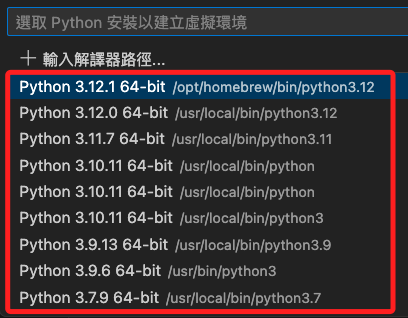 選取 Python 安裝以建立虛擬環境
＋ 輸入解譯器路徑...
Python 3.12.1 64-bit /opt/homebrew/bin/python3.12
Python 3.12.0 64-bit /usr/local/bin/python3.12
Python 3.11.7 64-bit /usr/local/bin/python3.11
Python 3.10.11 64-bit /usr/local/bin/python
Python 3.10.11 64-bit /usr/local/bin/python
Python 3.10.11 64-bit /usr/local/bin/python3
Python 3.9.13 64-bit /usr/local/bin/python3.9
Python 3.9.6 64-bit /usr/bin/python3
Python 3.7.9 64-bit /usr/local/bin/python3.7